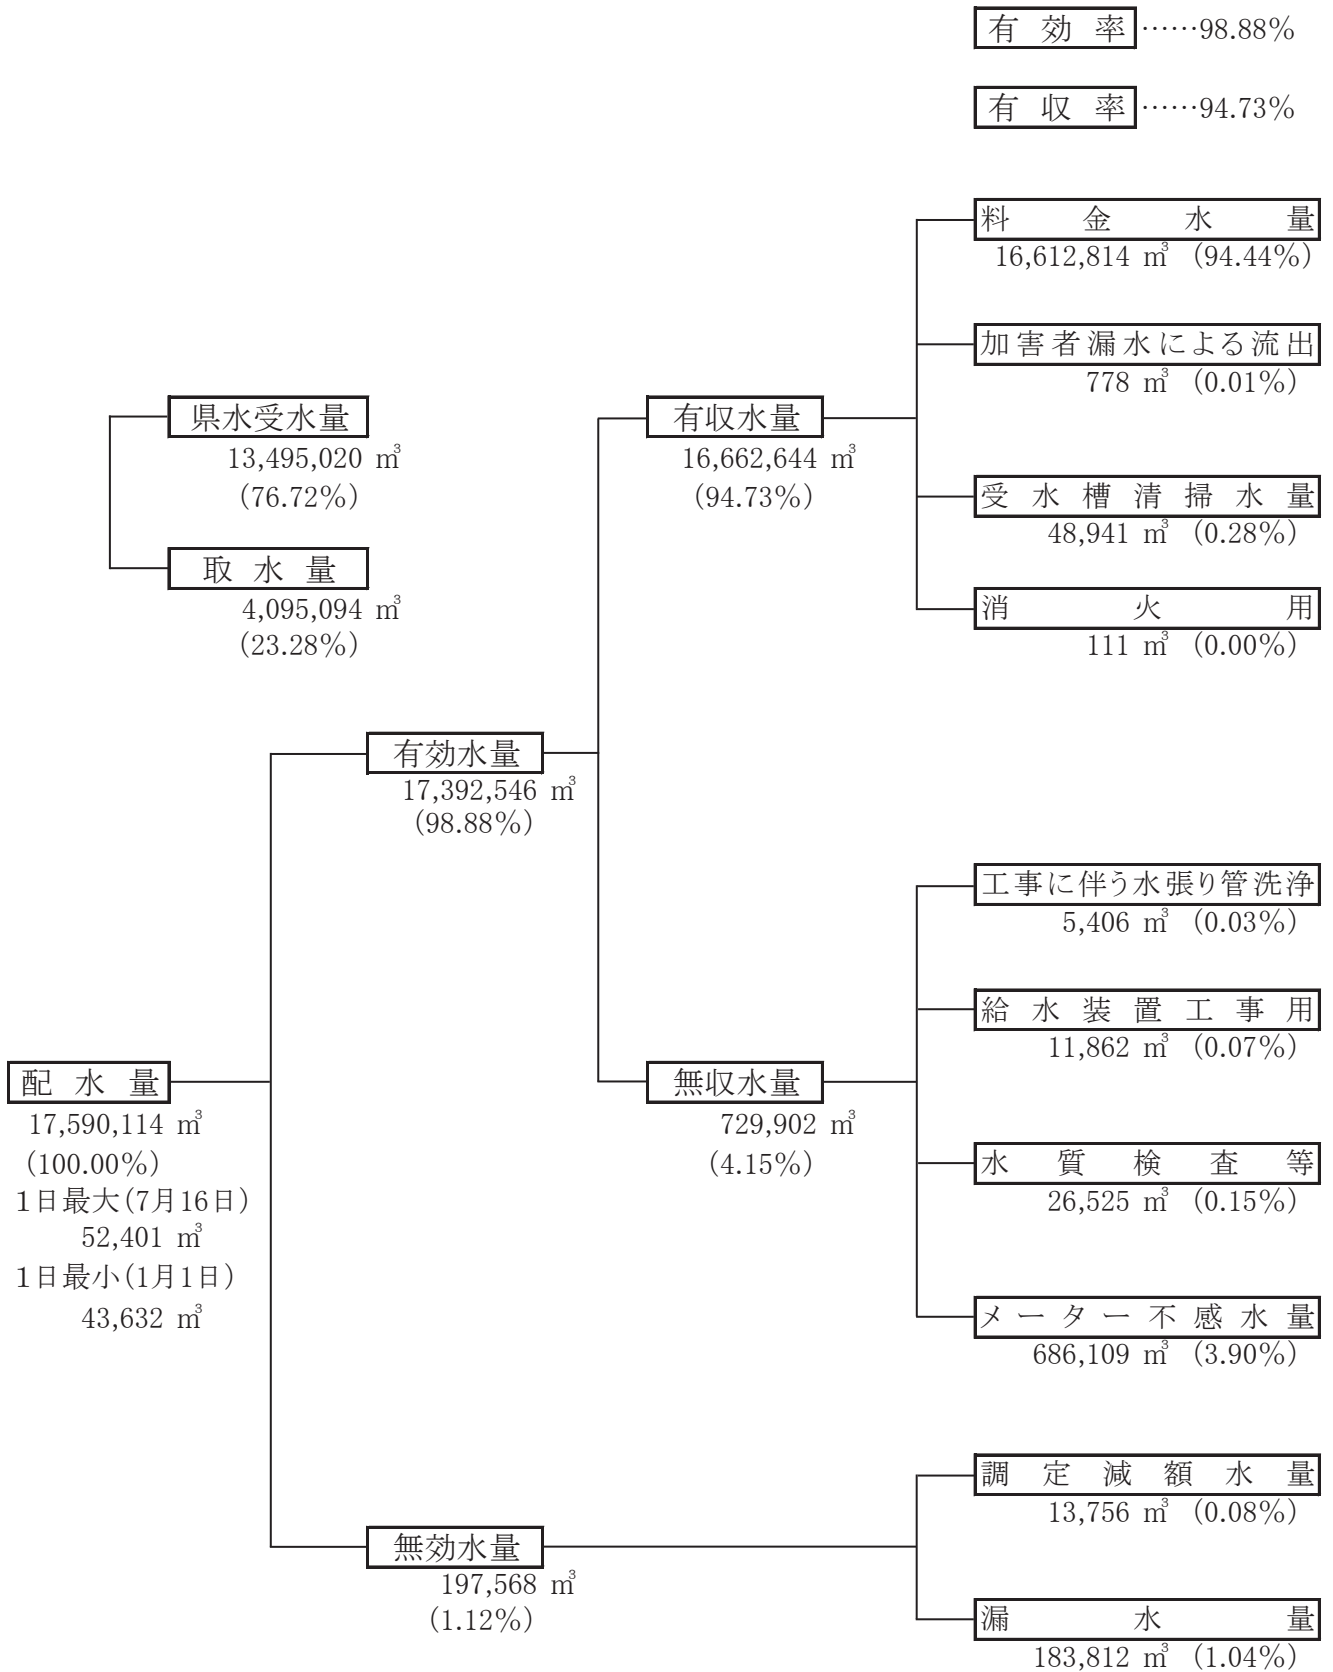 有効率……98.88%
有収率……94.73%
料金水量
16,612,814 ㎥ (94.44%)
加害者漏水による流出
778 ㎥ (0.01%)
県水受水量
13,495,020 ㎥
(76.72%)
有収水量
16,662,644 ㎥
(94.73%)
受水槽清掃水量
48,941 ㎥ (0.28%)
取水量
4,095,094 ㎥
(23.28%)
消火用
111 ㎥ (0.00%)
有効水量
17,392,546 ㎥
(98.88%)
工事に伴う水張り管洗浄
5,406 ㎥ (0.03%)
給水装置工事用
11,862 ㎥ (0.07%)
配水量
17,590,114 ㎥
(100.00%)
1日最大(7月16日)
52,401 ㎥
1日最小(1月1日)
43,632 ㎥
無収水量
729,902 ㎥
(4.15%)
水質検査等
26,525 ㎥ (0.15%)
メーター不感水量
686,109 ㎥ (3.90%)
調定減額水量
13,756 ㎥ (0.08%)
無効水量
197,568 ㎥
(1.12%)
漏水量
183,812 ㎥ (1.04%)